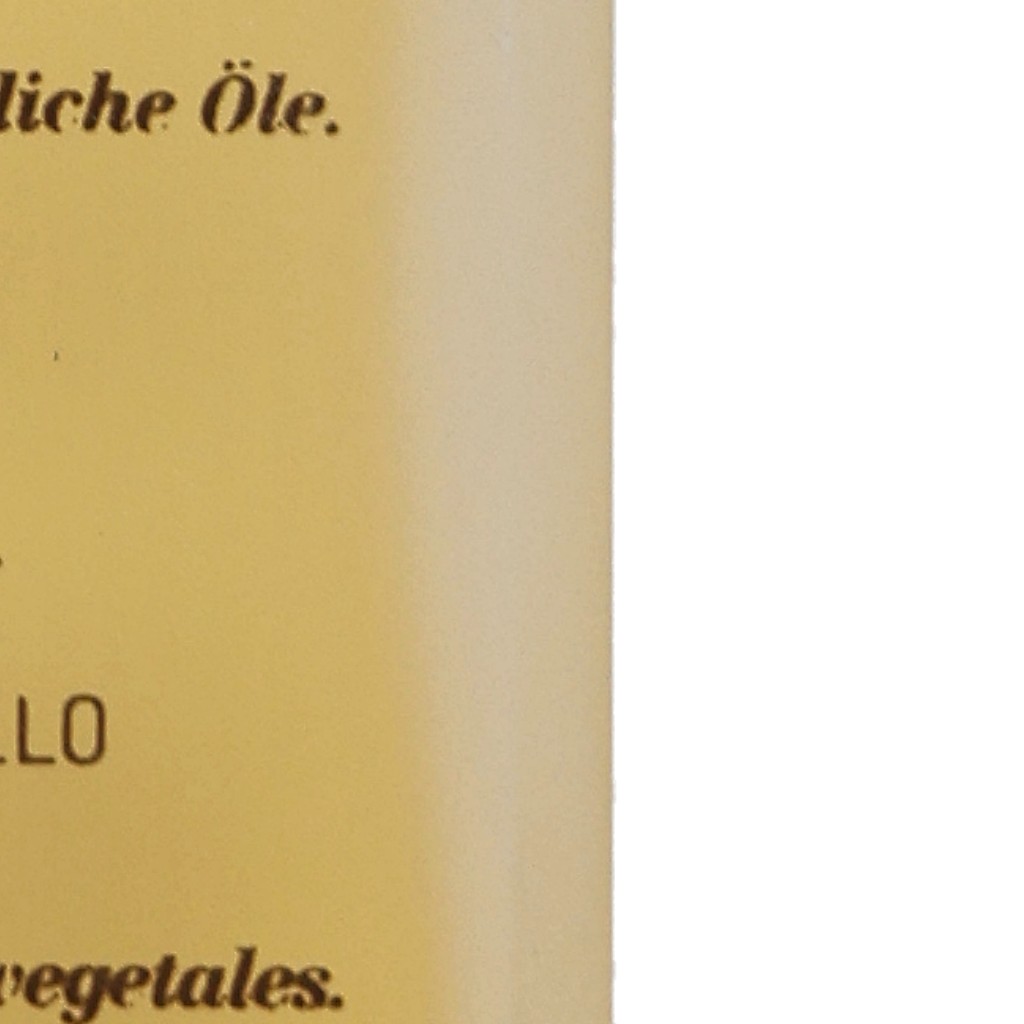 liche Öle.
LLO
vegetales.